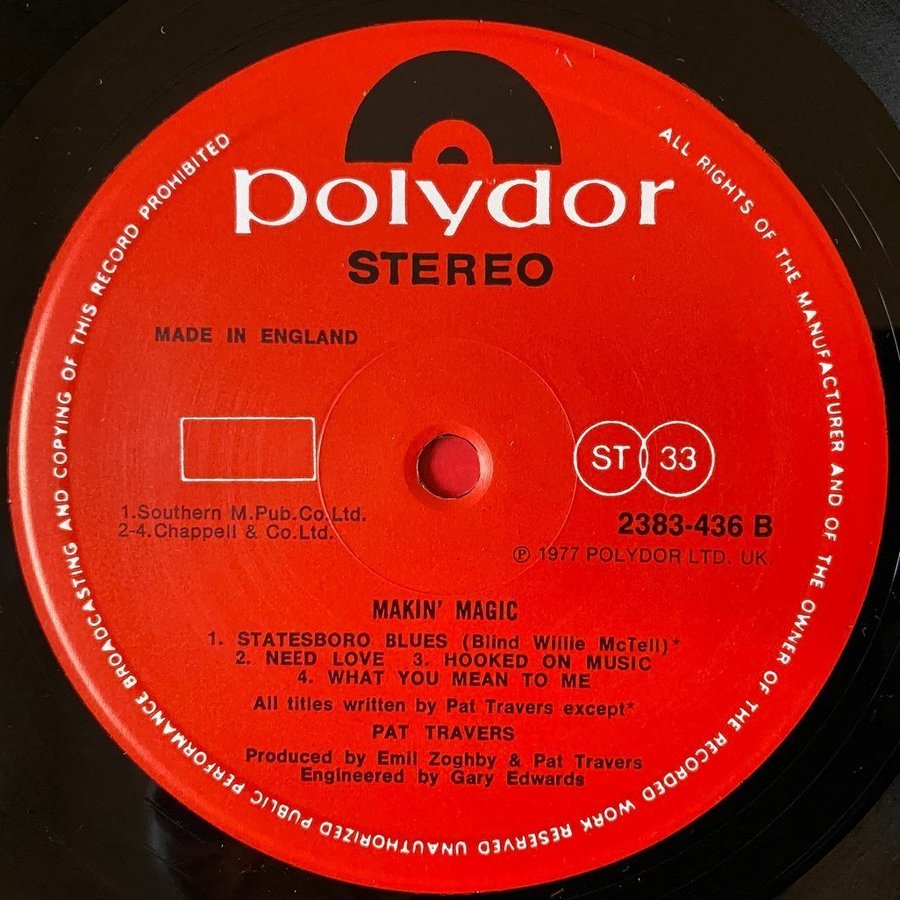 polydor
STEREO
MADE IN ENGLAND
ST 33
1.Southern M.Pub.Co.Ltd.
2-4.Chappell & Co.Ltd.
2383-436 B
℗ 1977 POLYDOR LTD. UK
MAKIN' MAGIC
1. STATESBORO BLUES (Blind Willie McTell)*
2. NEED LOVE 3. HOOKED ON MUSIC
4. WHAT YOU MEAN TO ME
All titles written by Pat Travers except*
PAT TRAVERS
Produced by Emil Zoghby & Pat Travers
Engineered by Gary Edwards
ALL RIGHTS OF THE MANUFACTURER AND OF THE OWNER OF THE RECORDED WORK RESERVED UNAUTHORIZED PUBLIC PERFORMANCE BROADCASTING AND COPYING OF THIS RECORD PROHIBITED